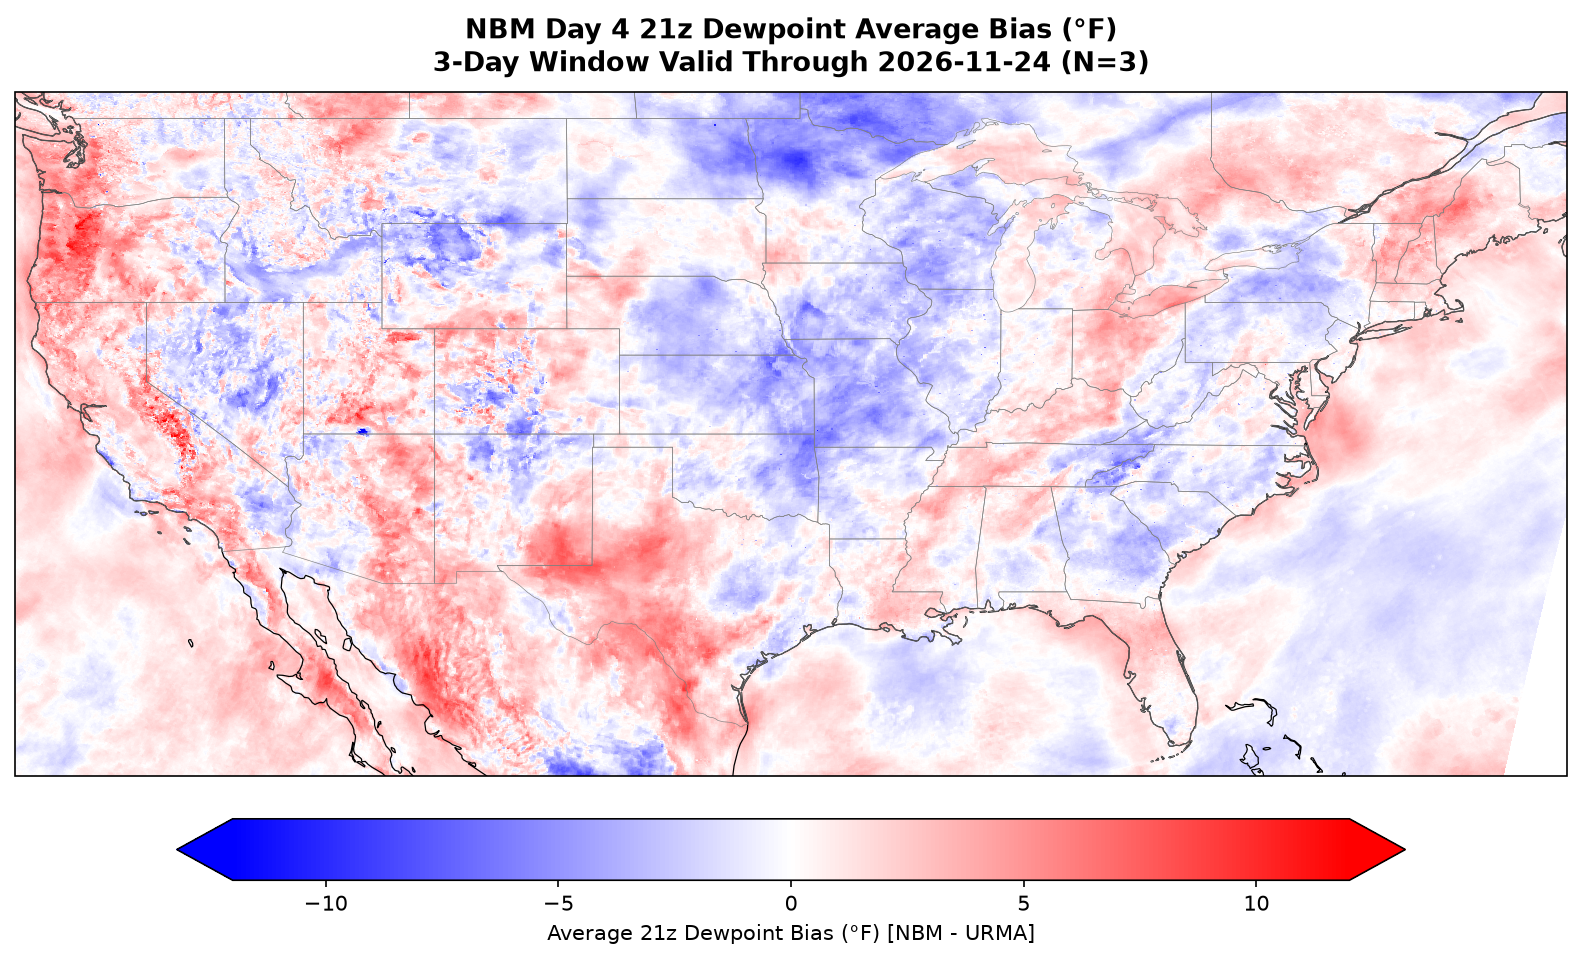 NBM Day 4 21z Dewpoint Average Bias (°F)
3-Day Window Valid Through 2026-11-24 (N=3)
−10 −5 0 5 10
Average 21z Dewpoint Bias (°F) [NBM - URMA]